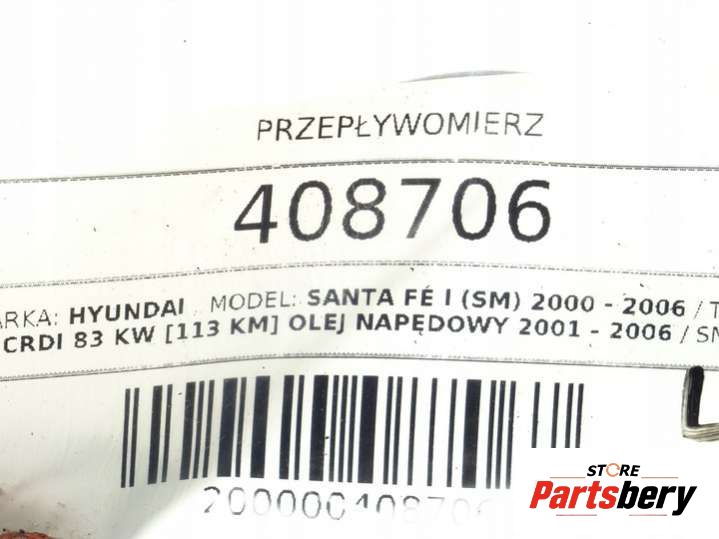 PRZEPŁYWOMIERZ
408706
ARKA: HYUNDAI MODEL: SANTA FÉ I (SM) 2000 - 2006 / T
CRDI 83 KW [113 KM] OLEJ NAPĘDOWY 2001 - 2006 / SM
200000408706
STORE
Partsbery